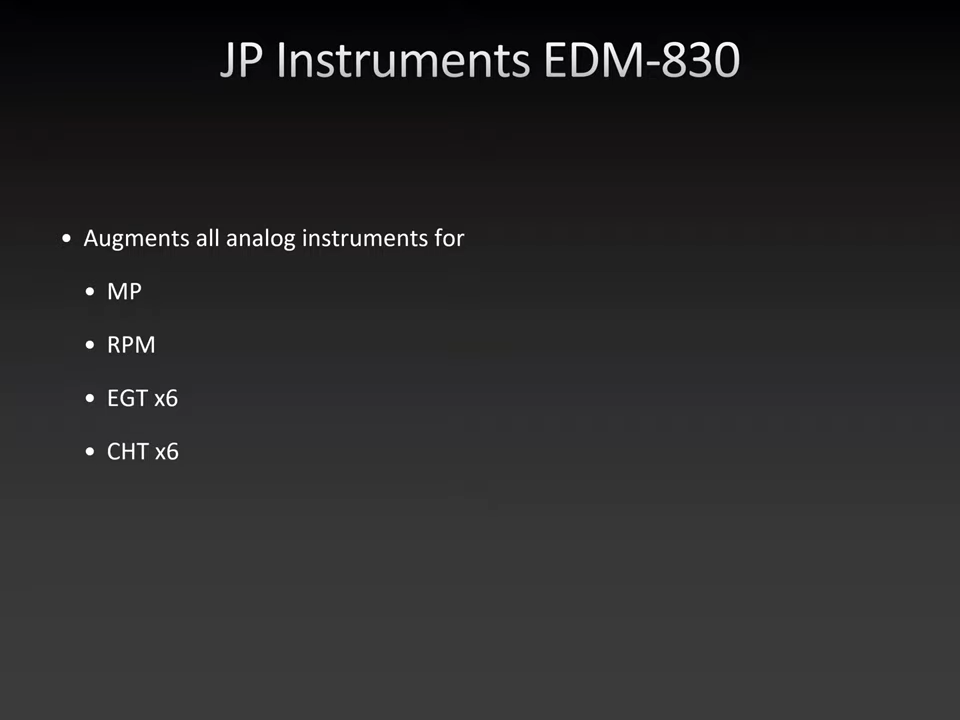 JP Instruments EDM-830
• Augments all analog instruments for
• MP
• RPM
• EGT x6
• CHT x6